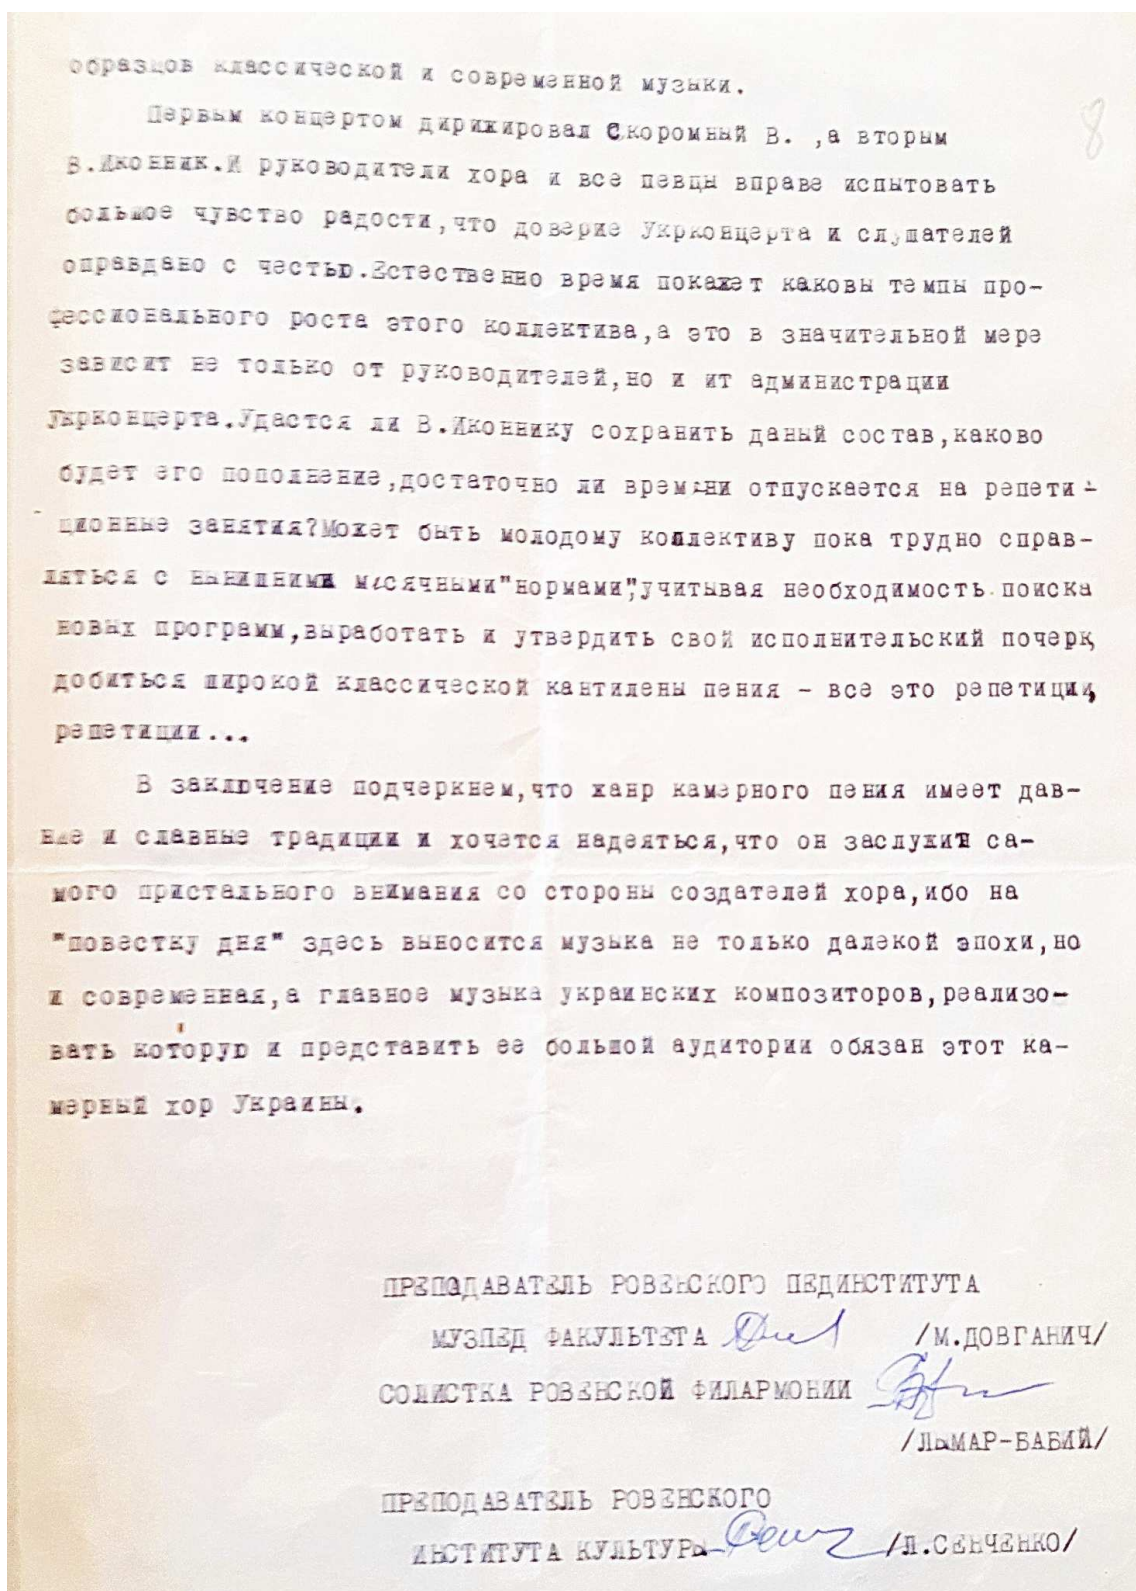 образцов классической и современной музыки.
8
Первым концертом дирижировал Скоромный В. ,а вторым
В.Иконник.И руководители хора и все певцы вправе испытовать
большое чувство радости,что доверие Укрконцерта и слушателей
оправдано с честью.Естественно время покажет каковы темпы про-
фессионального роста этого коллектива,а это в значительной мере
зависит не только от руководителей,но и ит администрации
Укрконцерта.Удастся ли В.Иконнику сохранить даный состав,каково
будет его пополнение,достаточно ли времени отпускается на репети-
ционные занятия?Может быть молодому коллективу пока трудно справ-
ляться с нынишними месячными"нормами",учитывая необходимость поиска
новых программ,выработать и утвердить свой исполнительский почерк,
добиться широкой классической кантилены пения - все это репетиции,
репетиции...
В заключение подчеркнем,что жанр камерного пения имеет дав-
ние и славные традиции и хочется надеяться,что он заслужит са-
мого пристального внимания со стороны создателей хора,ибо на
"повестку дня" здесь выносится музыка не только далекой эпохи,но
и современная,а главное музыка украинских композиторов,реализо-
вать которую и представить ее большой аудитории обязан этот ка-
мерный хор Украины.
ПРЕПОДАВАТЕЛЬ РОВЕНСКОГО ПЕДИНСТИТУТА
МУЗПЕД ФАКУЛЬТЕТА /М.ДОВГАНИЧ/
СОЛИСТКА РОВЕНСКОЙ ФИЛАРМОНИИ
/ЛЫМАР-БАБИЙ/
ПРЕПОДАВАТЕЛЬ РОВЕНСКОГО
ИНСТИТУТА КУЛЬТУРЫ /Л.СЕНЧЕНКО/